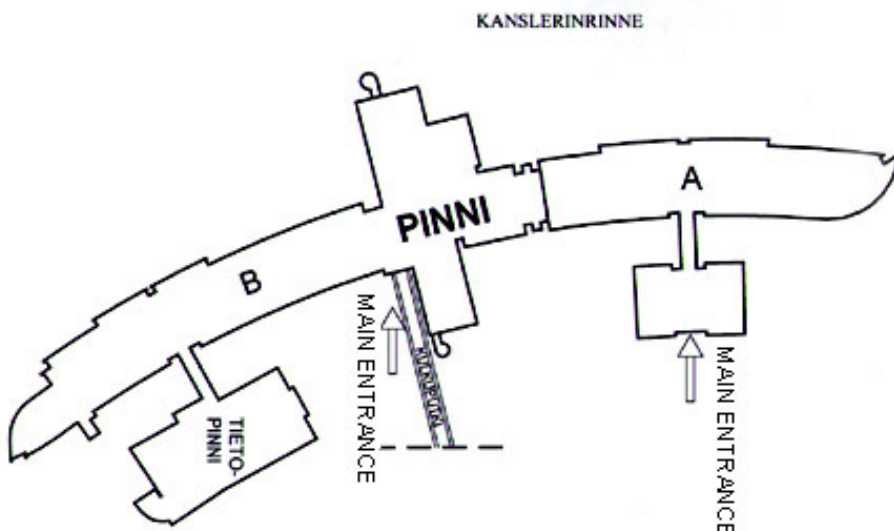 KANSLERINRINNE
A
PINNI
B
MAIN ENTRANCE
MAIN ENTRANCE
TIETO-
PINNI